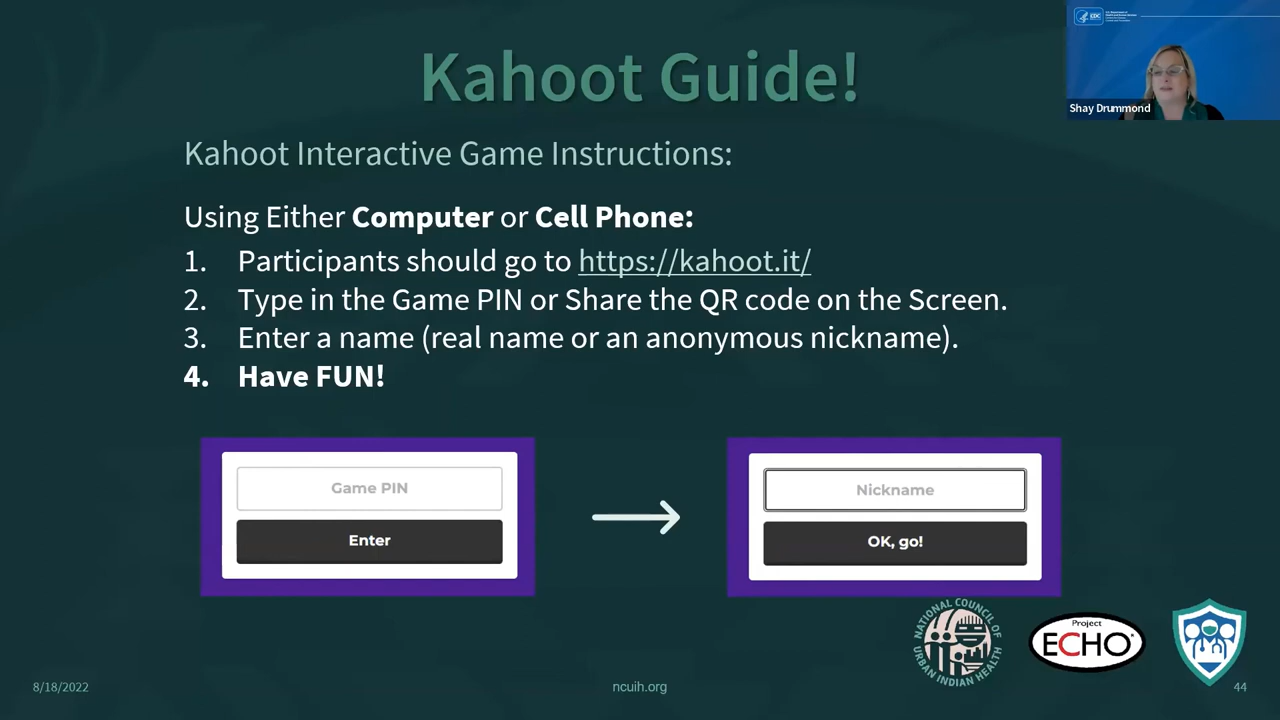 Kahoot Guide!
CDC
Shay Drummond
Kahoot Interactive Game Instructions:
Using Either Computer or Cell Phone:
1. Participants should go to https://kahoot.it/
2. Type in the Game PIN or Share the QR code on the Screen.
3. Enter a name (real name or an anonymous nickname).
4. Have FUN!
Game PIN
Enter
Nickname
OK, go!
NATIONAL COUNCIL OF
URBAN INDIAN HEALTH
Project
ECHO
8/18/2022
ncuih.org
44